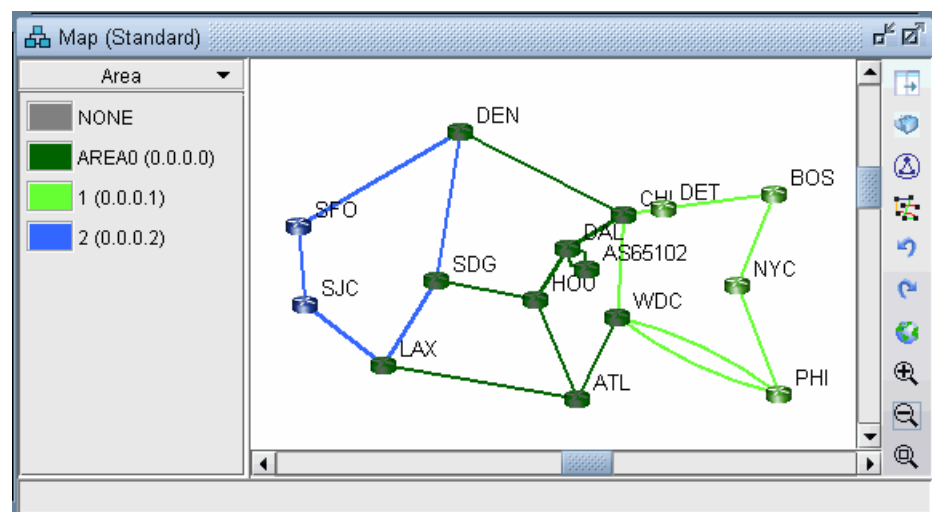 Map (Standard)
Area
NONE
AREA0 (0.0.0.0)
1 (0.0.0.1)
2 (0.0.0.2)
DEN
BOS
CHI
DET
SFO
DAL
AS65102
SDG
NYC
SJC
HOU
WDC
LAX
ATL
PHI